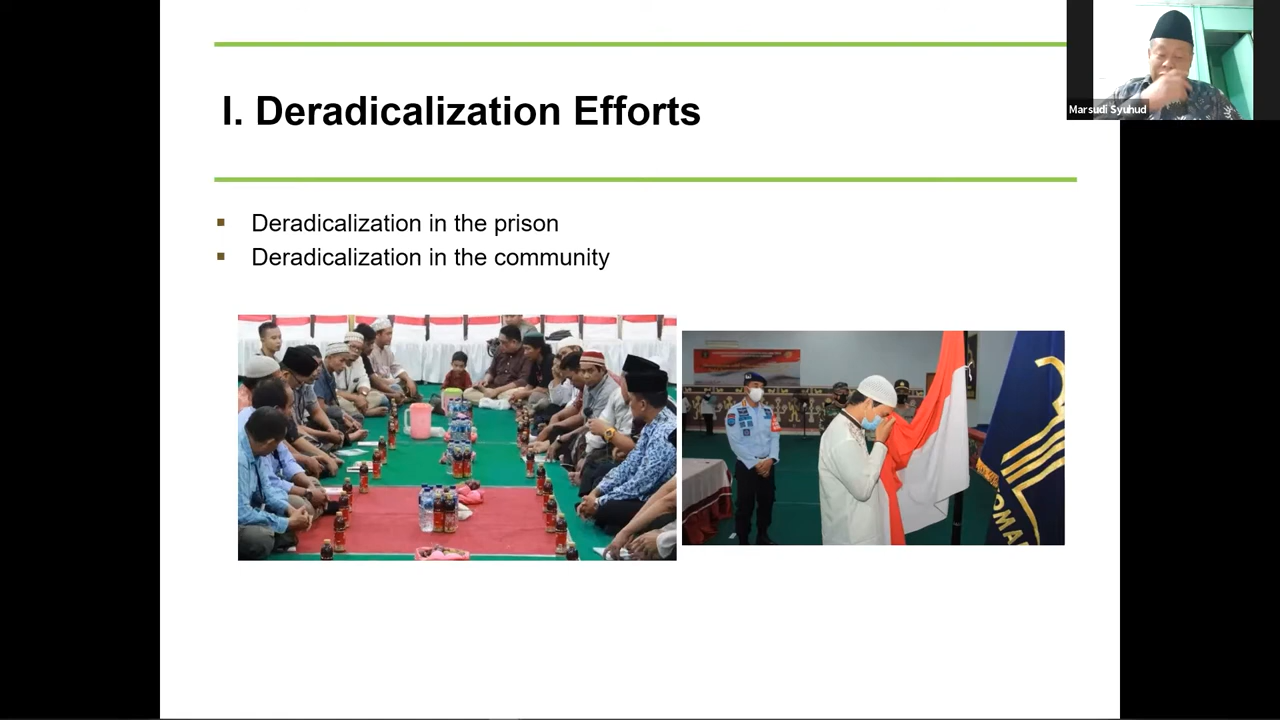 I. Deradicalization Efforts
Marsudi Syuhud
▪ Deradicalization in the prison
▪ Deradicalization in the community